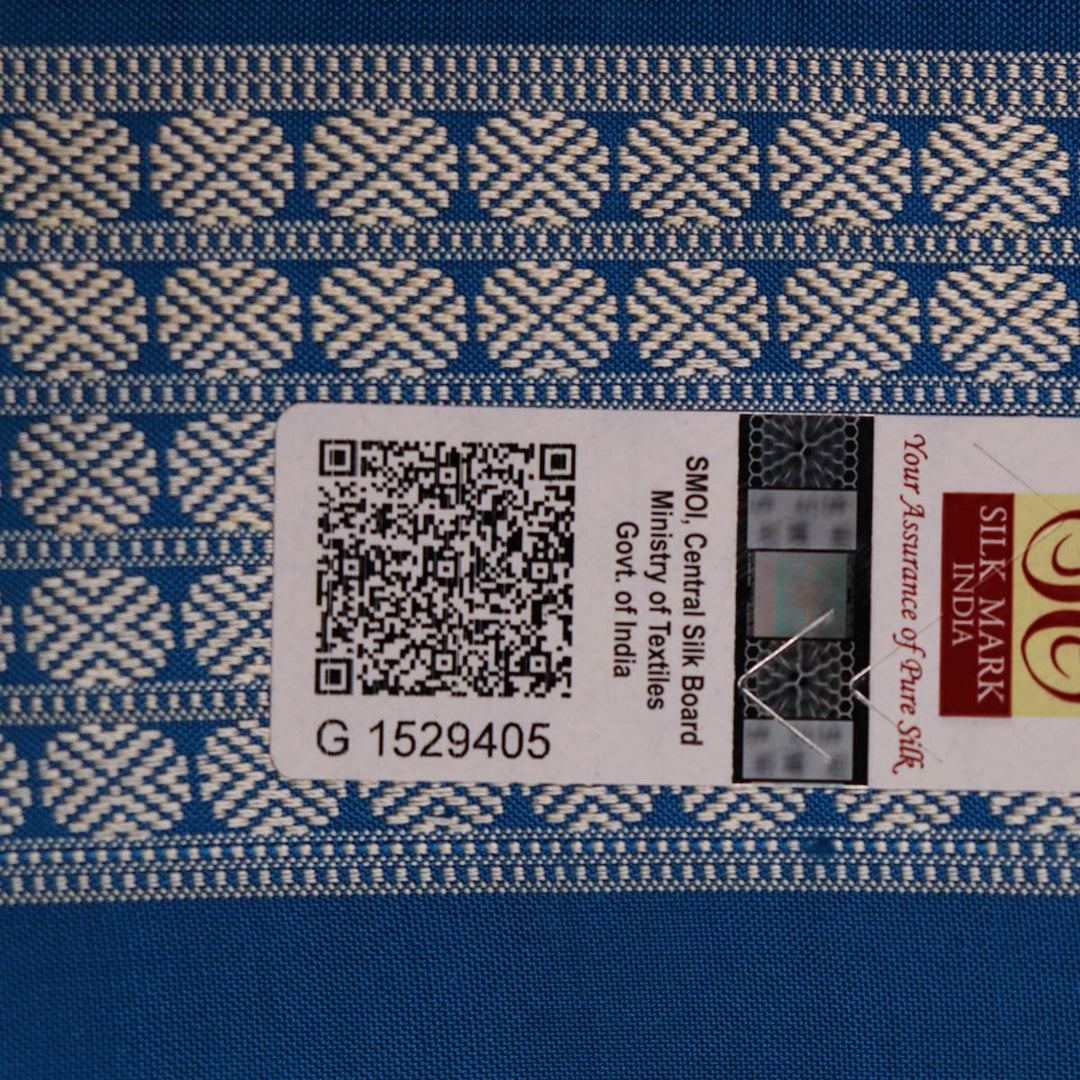 G 1529405
SMOI, Central Silk Board
Ministry of Textiles
Govt. of India
Your Assurance of Pure Silk
SILK MARK
INDIA